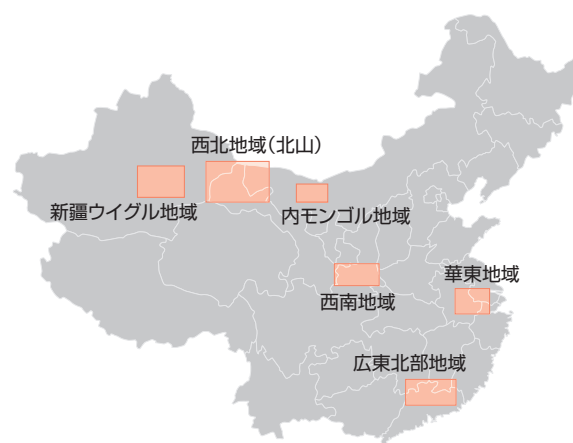 西北地域(北山)
新疆ウイグル地域
内モンゴル地域
華東地域
西南地域
広東北部地域